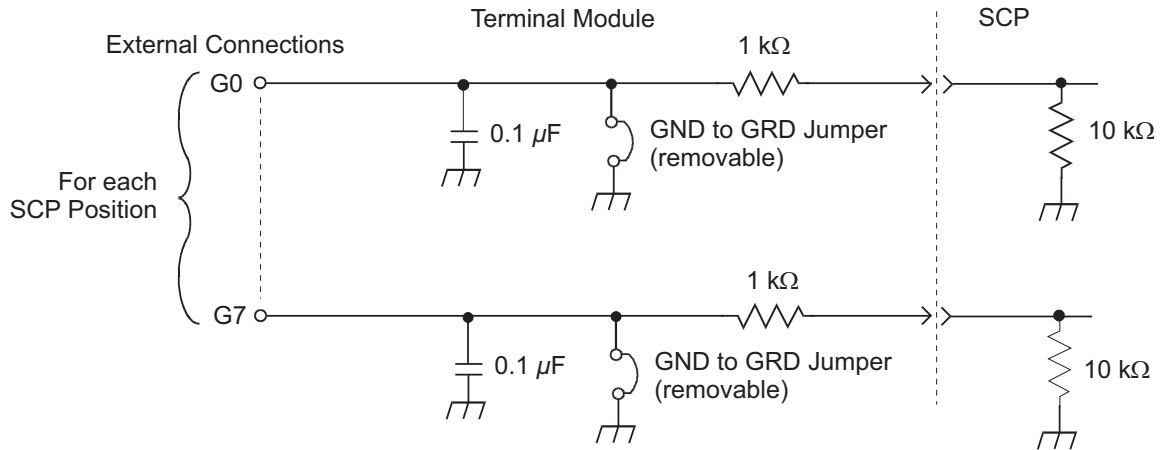 Terminal Module
SCP
External Connections
1 kΩ
G0
0.1 µF
GND to GRD Jumper
(removable)
10 kΩ
For each
SCP Position
1 kΩ
G7
0.1 µF
GND to GRD Jumper
(removable)
10 kΩ